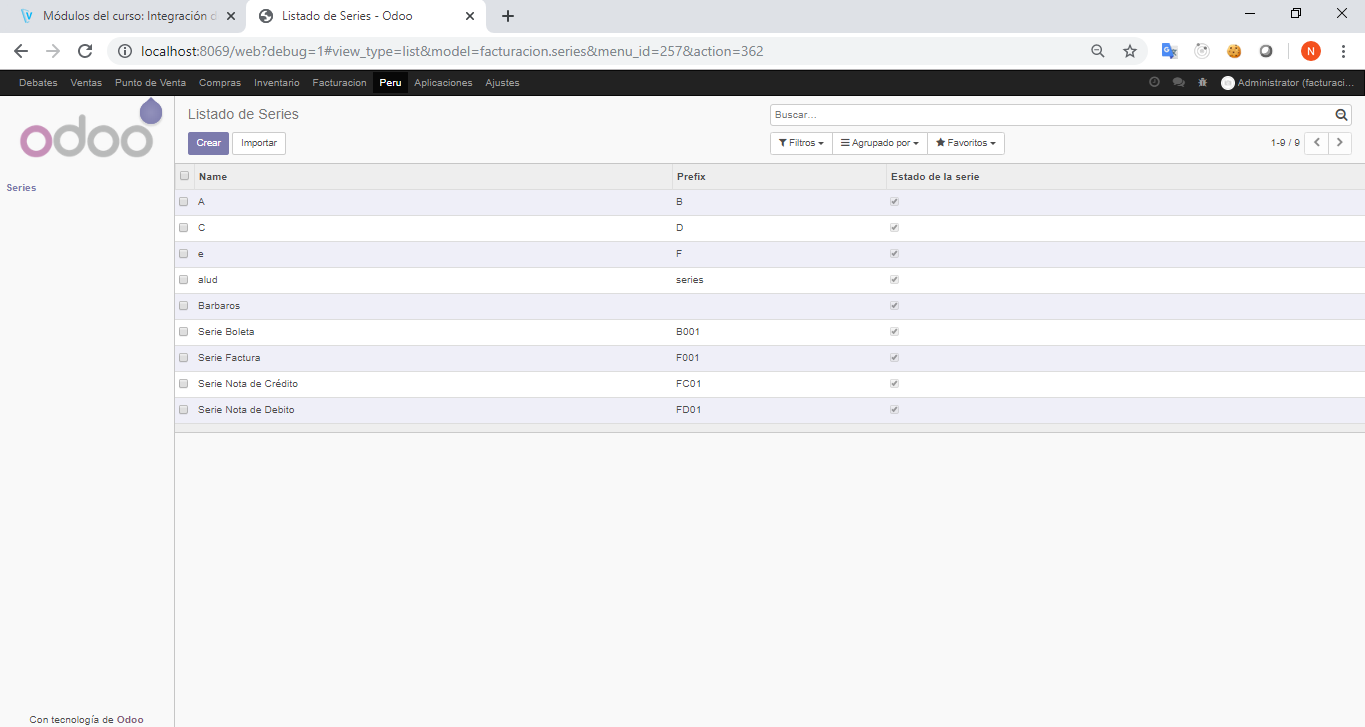 Módulos del curso: Integración d
Listado de Series - Odoo
localhost:8069/web?debug=1#view_type=list&model=facturacion.series&menu_id=257&action=362
N
Debates Ventas Punto de Venta Compras Inventario Facturacion Peru Aplicaciones Ajustes
Administrator (facturaci...
odoo
Series
Listado de Series
Buscar...
Crear Importar
Filtros Agrupado por Favoritos
1-9 / 9
Name Prefix Estado de la serie
A B
C D
e F
alud series
Barbaros
Serie Boleta B001
Serie Factura F001
Serie Nota de Crédito FC01
Serie Nota de Debito FD01
Con tecnología de Odoo